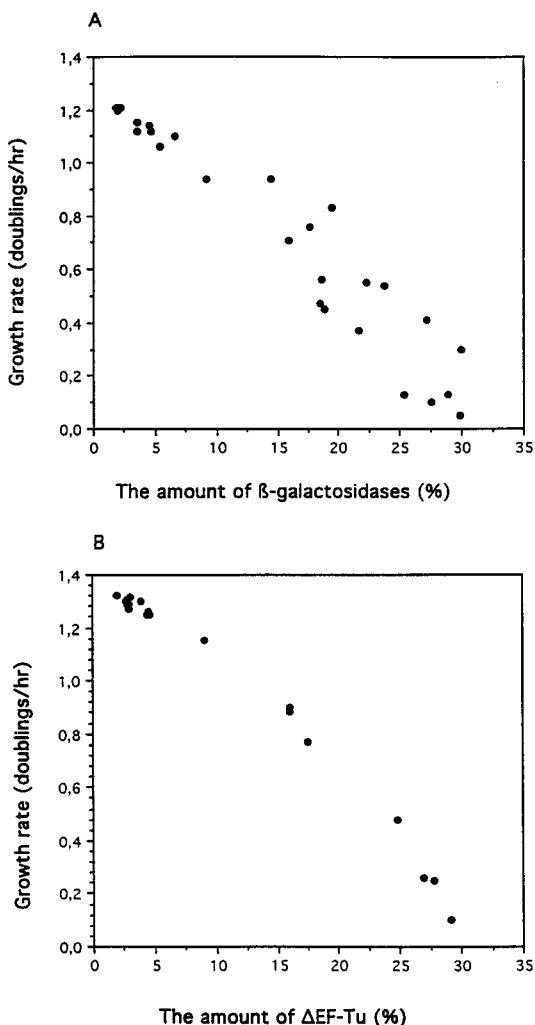 A
Growth rate (doublings/hr)
1,4
1,2
1,0
0,8
0,6
0,4
0,2
0,0
0 5 10 15 20 25 30 35
The amount of ß-galactosidases (%)
B
Growth rate (doublings/hr)
1,4
1,2
1,0
0,8
0,6
0,4
0,2
0,0
0 5 10 15 20 25 30 35
The amount of ΔEF-Tu (%)